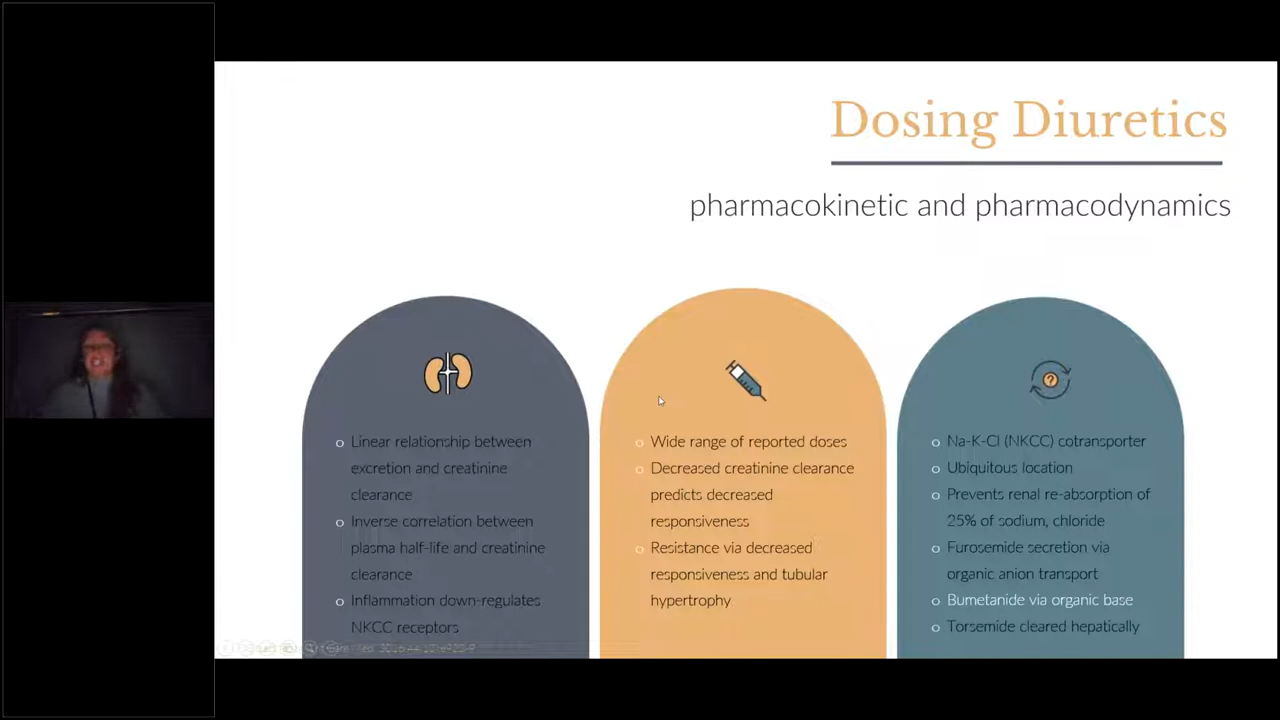 Dosing Diuretics
pharmacokinetic and pharmacodynamics
Linear relationship between
excretion and creatinine
clearance
Inverse correlation between
plasma half-life and creatinine
clearance
Inflammation down-regulates
NKCC receptors
Wide range of reported doses
Decreased creatinine clearance
predicts decreased
responsiveness
Resistance via decreased
responsiveness and tubular
hypertrophy
Na-K-Cl (NKCC) cotransporter
Ubiquitous location
Prevents renal re-absorption of
25% of sodium, chloride
Furosemide secretion via
organic anion transport
Bumetanide via organic base
Torsemide cleared hepatically